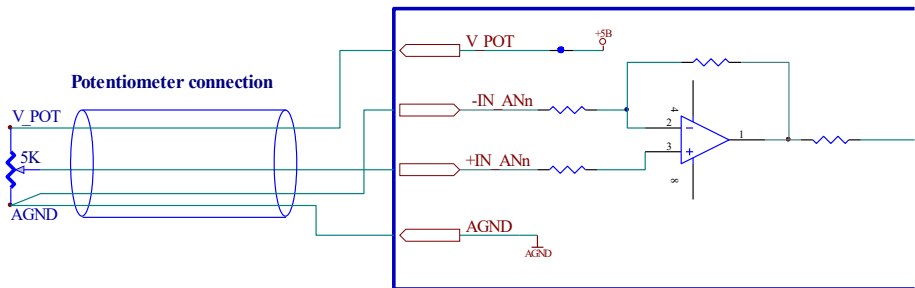 +5B
V_POT
Potentiometer connection
4
V_POT
-IN_ANn
2
1
5K
+IN_ANn
3
8
AGND
AGND
AGND